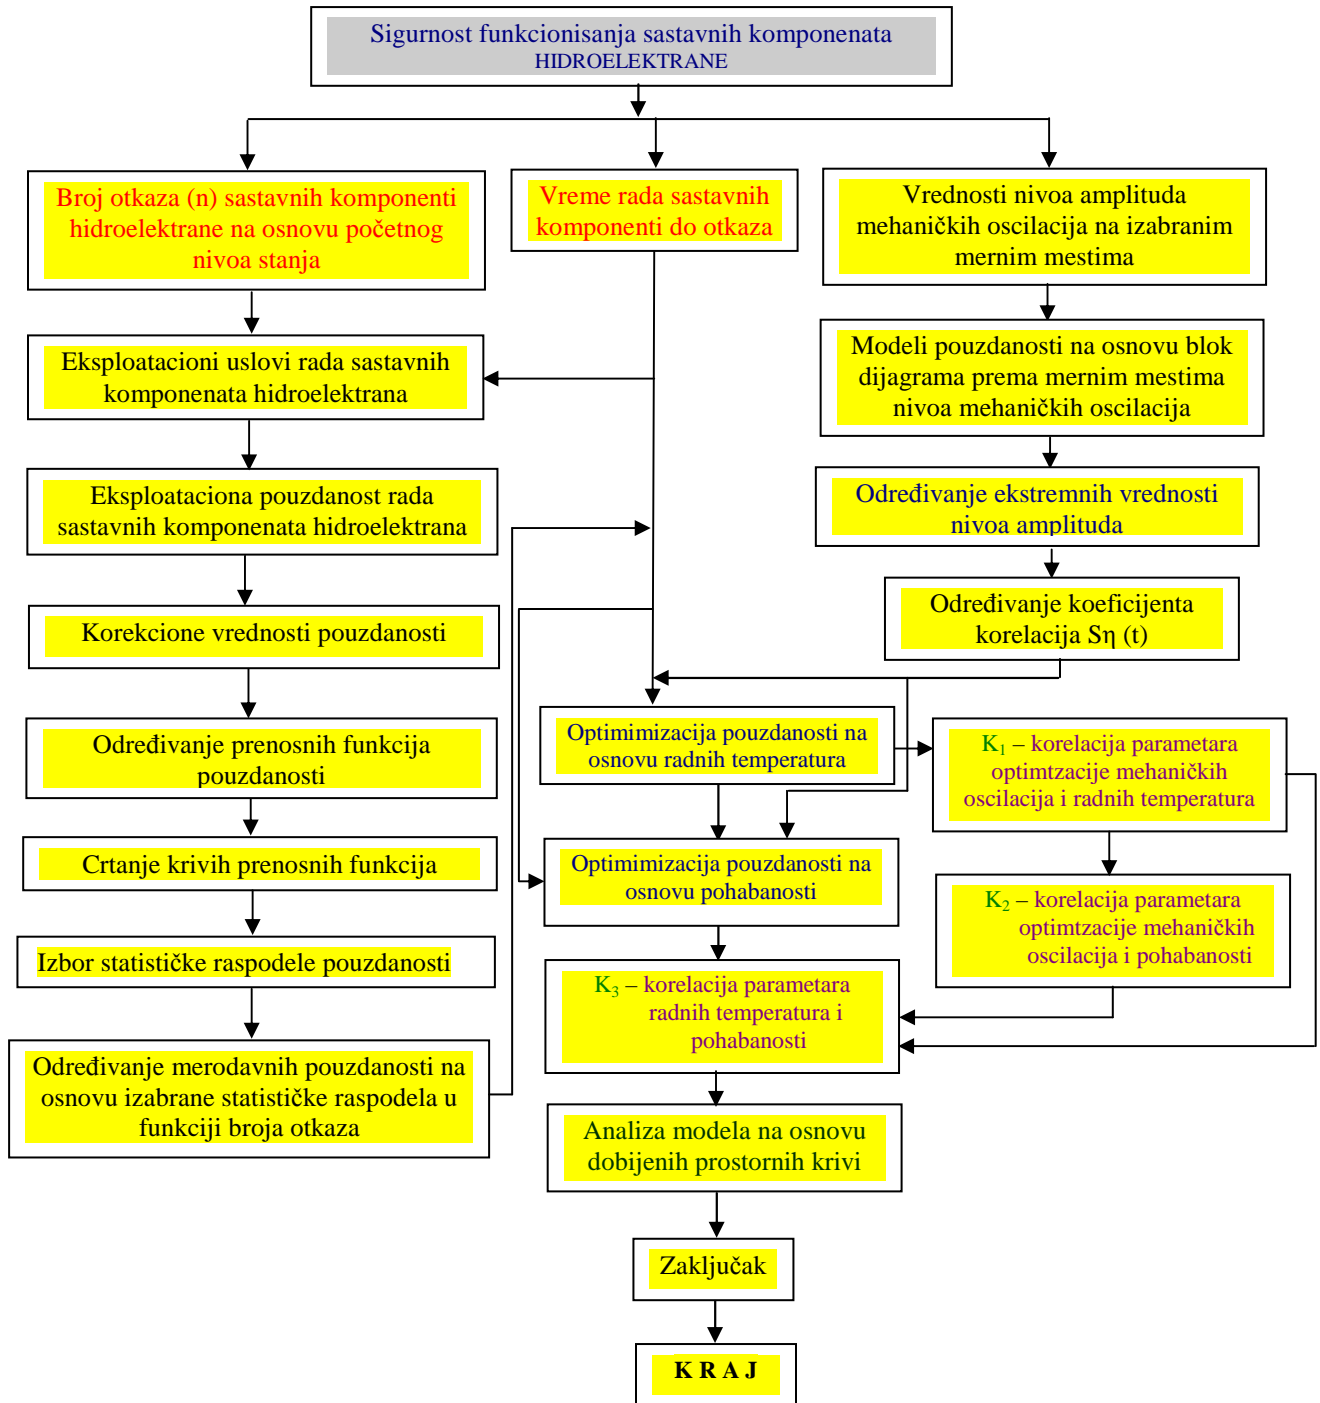 Sigurnost funkcionisanja sastavnih komponenata
HIDROELEKTRANE
Broj otkaza (n) sastavnih komponenti
hidroelektrane na osnovu početnog
nivoa stanja
Vreme rada sastavnih
komponenti do otkaza
Vrednosti nivoa amplituda
mehaničkih oscilacija na izabranim
mernim mestima
Eksploatacioni uslovi rada sastavnih
komponenata hidroelektrana
Modeli pouzdanosti na osnovu blok
dijagrama prema mernim mestima
nivoa mehaničkih oscilacija
Eksploataciona pouzdanost rada
sastavnih komponenata hidroelektrana
Određivanje ekstremnih vrednosti
nivoa amplituda
Korekcione vrednosti pouzdanosti
Određivanje koeficijenta
korelacija Sη (t)
Određivanje prenosnih funkcija
pouzdanosti
Optimimizacija pouzdanosti na
osnovu radnih temperatura
K₁ – korelacija parametara
optimtzacije mehaničkih
oscilacija i radnih temperatura
Crtanje krivih prenosnih funkcija
Optimimizacija pouzdanosti na
osnovu pohabanosti
K₂ – korelacija parametara
optimtzacije mehaničkih
oscilacija i pohabanosti
Izbor statističke raspodele pouzdanosti
K₃ – korelacija parametara
radnih temperatura i
pohabanosti
Određivanje merodavnih pouzdanosti na
osnovu izabrane statističke raspodela u
funkciji broja otkaza
Analiza modela na osnovu
dobijenih prostornih krivi
Zaključak
K R A J